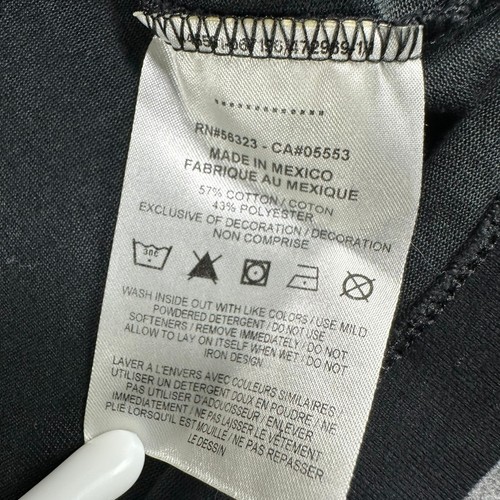 RN#56323 - CA#05553
MADE IN MEXICO
FABRIQUE AU MEXIQUE
57% COTTON / COTON
43% POLYESTER
EXCLUSIVE OF DECORATION / DECORATION
NON COMPRISE
WASH INSIDE OUT WITH LIKE COLORS / USE MILD
POWDERED DETERGENT / DO NOT USE
SOFTENERS / REMOVE IMMEDIATELY / DO NOT
ALLOW TO LAY ON ITSELF WHEN WET / DO NOT
IRON DESIGN
LAVER A L'ENVERS AVEC COULEURS SIMILAIRES
UTILISER UN DETERGENT DOUX EN POUDRE / NE
PAS UTILISER D'ADOUCISSEUR / ENLEVER
IMMEDIATEMENT / NE PAS LAISSER LE VÊTEMENT
PLIÉ LORSQU'IL EST MOUILLE / NE PAS REPASSER
LE DESSIN